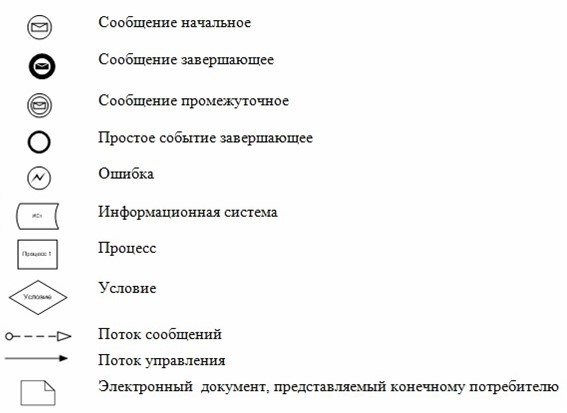 Сообщение начальное
Сообщение завершающее
Сообщение промежуточное
Простое событие завершающее
Ошибка
ИС1 Информационная система
Процесс 1 Процесс
Условие Условие
Поток сообщений
Поток управления
Электронный документ, представляемый конечному потребителю